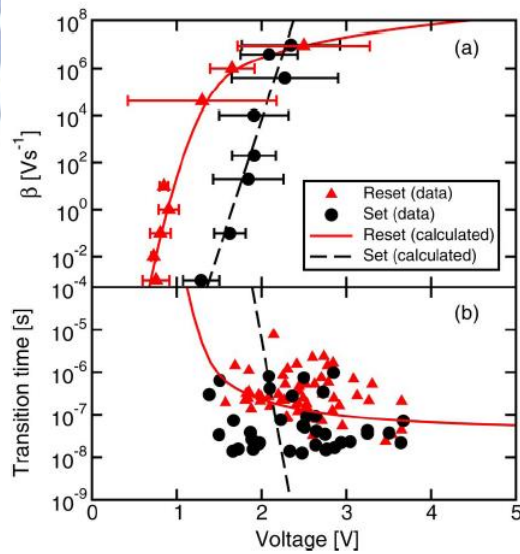 10^8
(a)
10^6
10^4
β [Vs^-1]
10^2
Reset (data)
Set (data)
10^0
Reset (calculated)
10^-2
Set (calculated)
10^-4
10^-4
(b)
10^-5
Transition time [s]
10^-6
10^-7
10^-8
10^-9
0 1 2 3 4 5
Voltage [V]